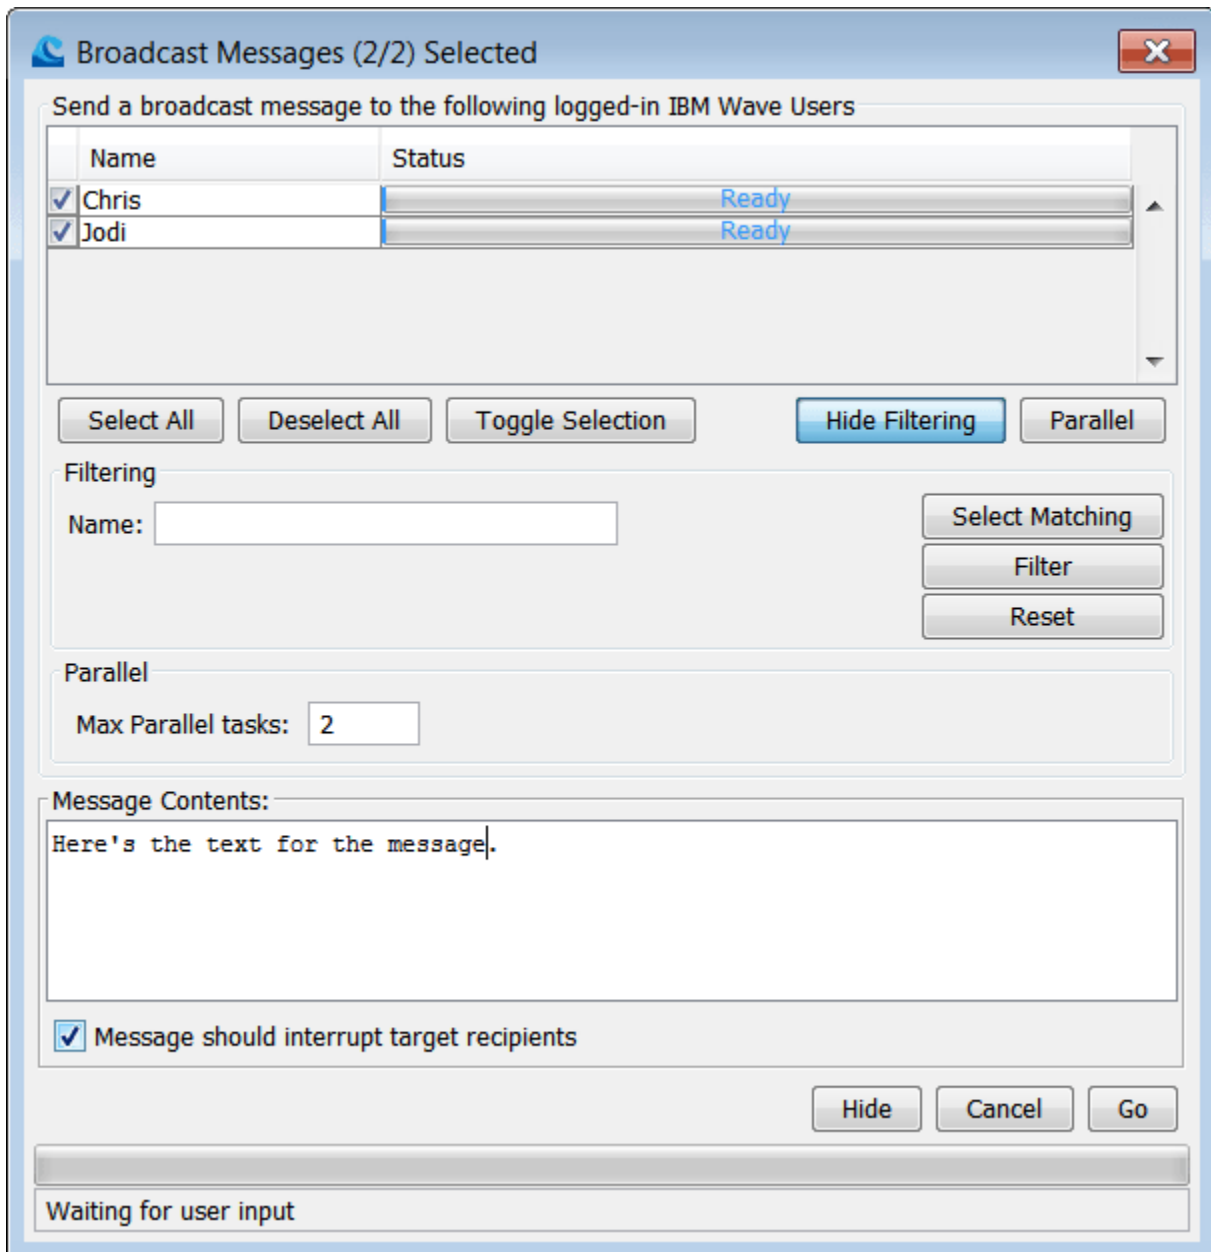 Broadcast Messages (2/2) Selected
Send a broadcast message to the following logged-in IBM Wave Users
Name Status
Chris Ready
Jodi Ready
Select All Deselect All Toggle Selection Hide Filtering Parallel
Filtering
Name: Select Matching
Filter
Reset
Parallel
Max Parallel tasks: 2
Message Contents:
Here's the text for the message.
Message should interrupt target recipients
Hide Cancel Go
Waiting for user input